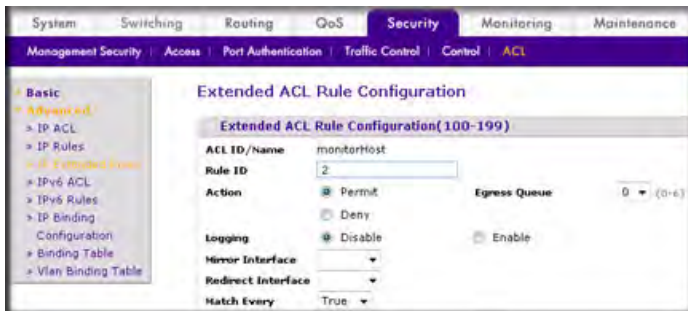 System Switching Routing QoS Security Monitoring Maintenance
Management Security Access Port Authentication Traffic Control Control ACL
Basic
Advanced
» IP ACL
» IP Rules
» IP Extended Rules
» IPv6 ACL
» IPv6 Rules
» IP Binding
Configuration
» Binding Table
» Vlan Binding Table
Extended ACL Rule Configuration
Extended ACL Rule Configuration(100-199)
ACL ID/Name monitorHost
Rule ID 2
Action Permit Egress Queue 0 (0-6)
Deny
Logging Disable Enable
Mirror Interface
Redirect Interface
Match Every True